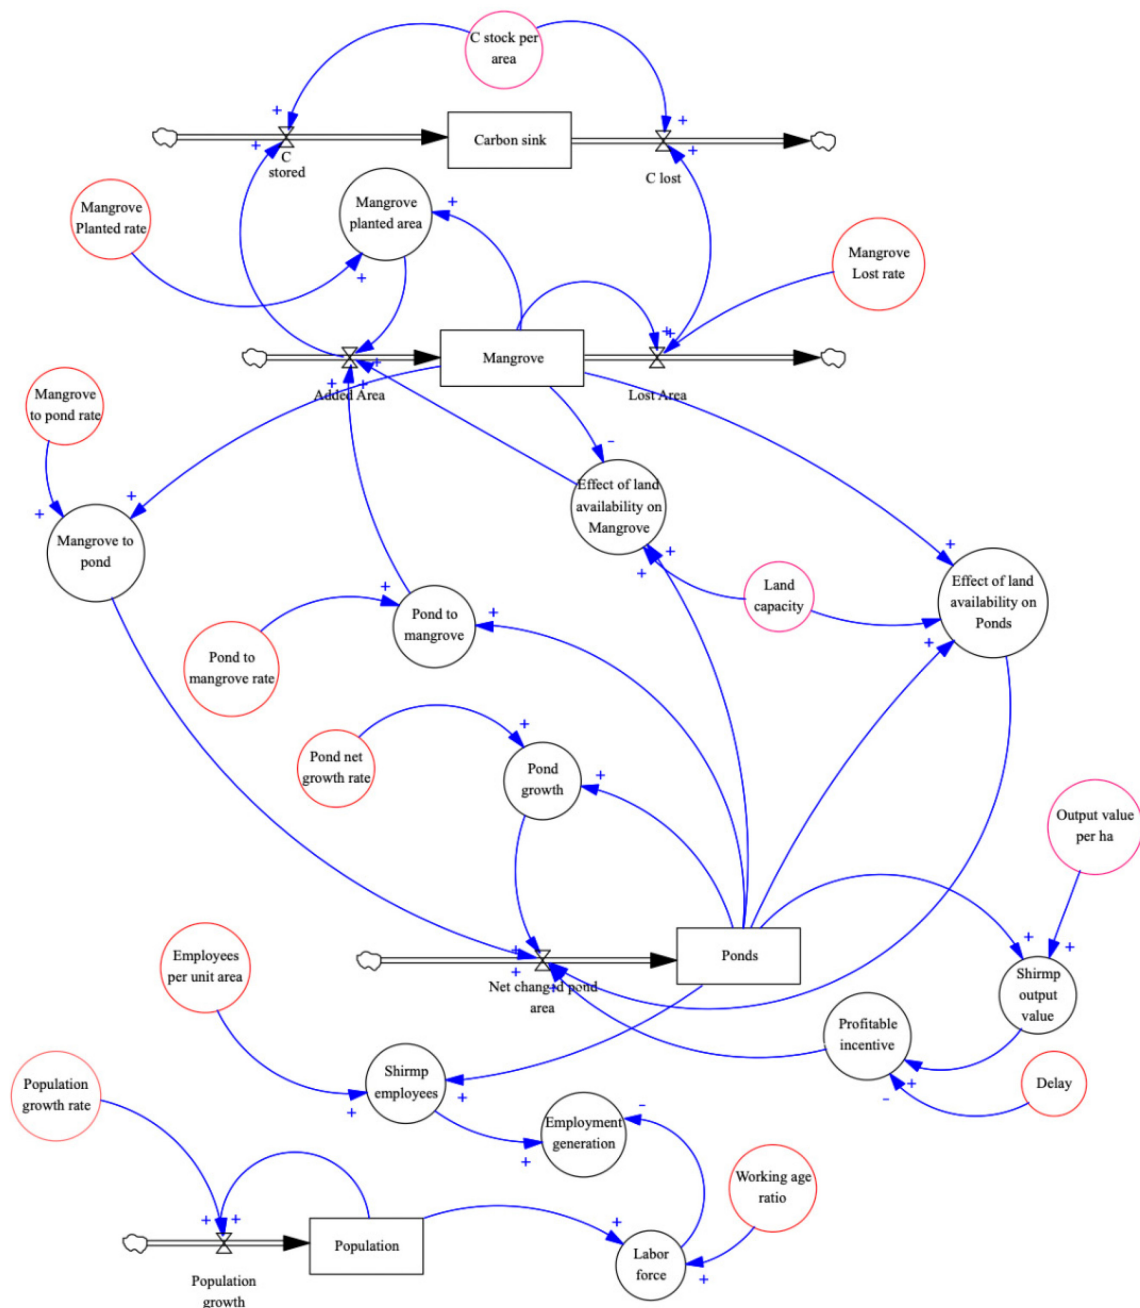 C stock per
area
Carbon sink
C
stored
C lost
Mangrove
Planted rate
Mangrove
planted area
Mangrove
Lost rate
Mangrove
Added Area
Lost Area
Mangrove
to pond rate
Effect of land
availability on
Mangrove
Mangrove to
pond
Land
capacity
Effect of land
availability on
Ponds
Pond to
mangrove
Pond to
mangrove rate
Pond net
growth rate
Pond
growth
Output value
per ha
Employees
per unit area
Ponds
Net changed pond
area
Shirmp
output
value
Profitable
incentive
Delay
Population
growth rate
Shirmp
employees
Employment
generation
Working age
ratio
Population
Labor
force
Population
growth